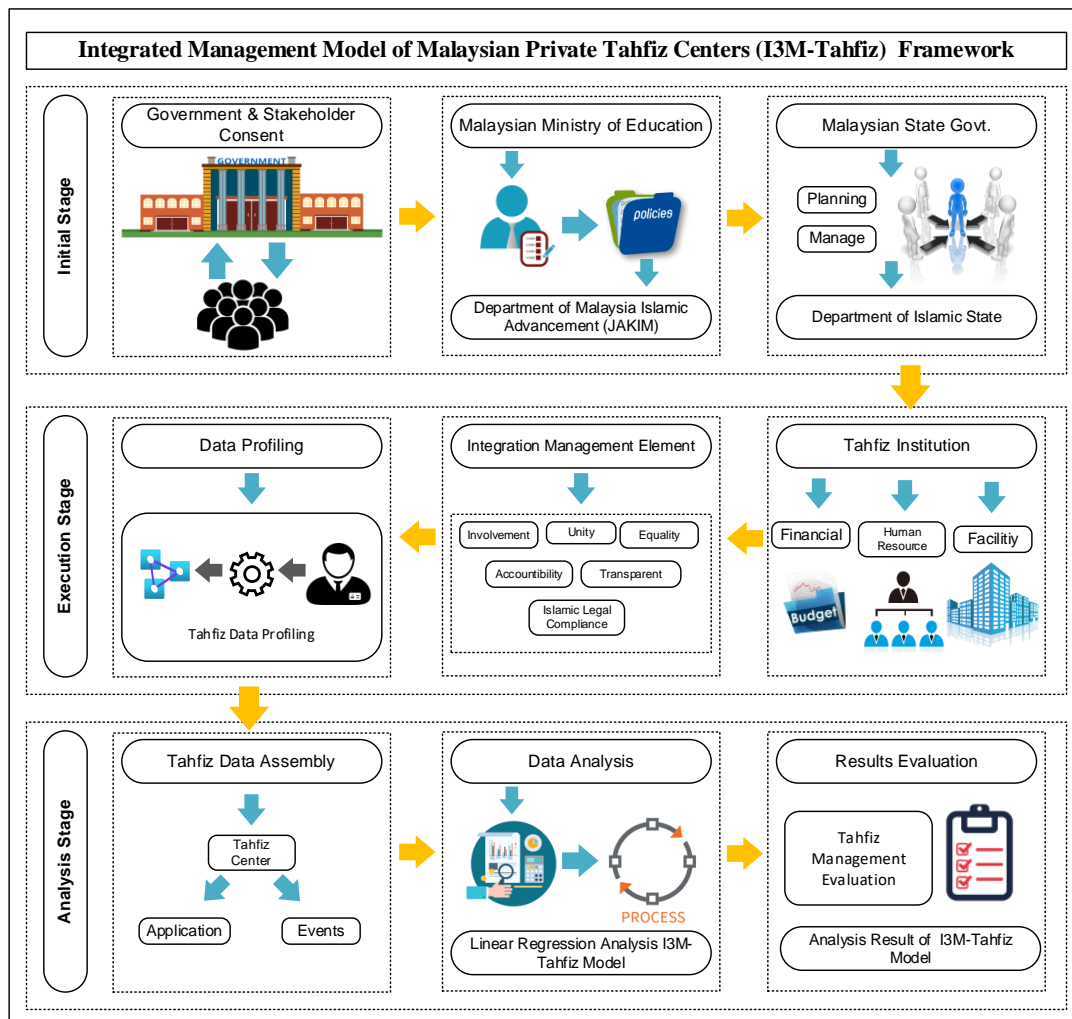 Integrated Management Model of Malaysian Private Tahfiz Centers (I3M-Tahfiz) Framework
Initial Stage
Government & Stakeholder
Consent
GOVERNMENT
Malaysian Ministry of Education
policies
Department of Malaysia Islamic
Advancement (JAKIM)
Malaysian State Govt.
Planning
Manage
Department of Islamic State
Execution Stage
Data Profiling
Tahfiz Data Profiling
Integration Management Element
Involvement
Unity
Equality
Accountibility
Transparent
Islamic Legal
Compliance
Tahfiz Institution
Financial
Human
Resource
Facilitiy
Budget
Analysis Stage
Tahfiz Data Assembly
Tahfiz
Center
Application
Events
Data Analysis
PROCESS
Linear Regression Analysis I3M-
Tahfiz Model
Results Evaluation
Tahfiz
Management
Evaluation
Analysis Result of I3M-Tahfiz
Model